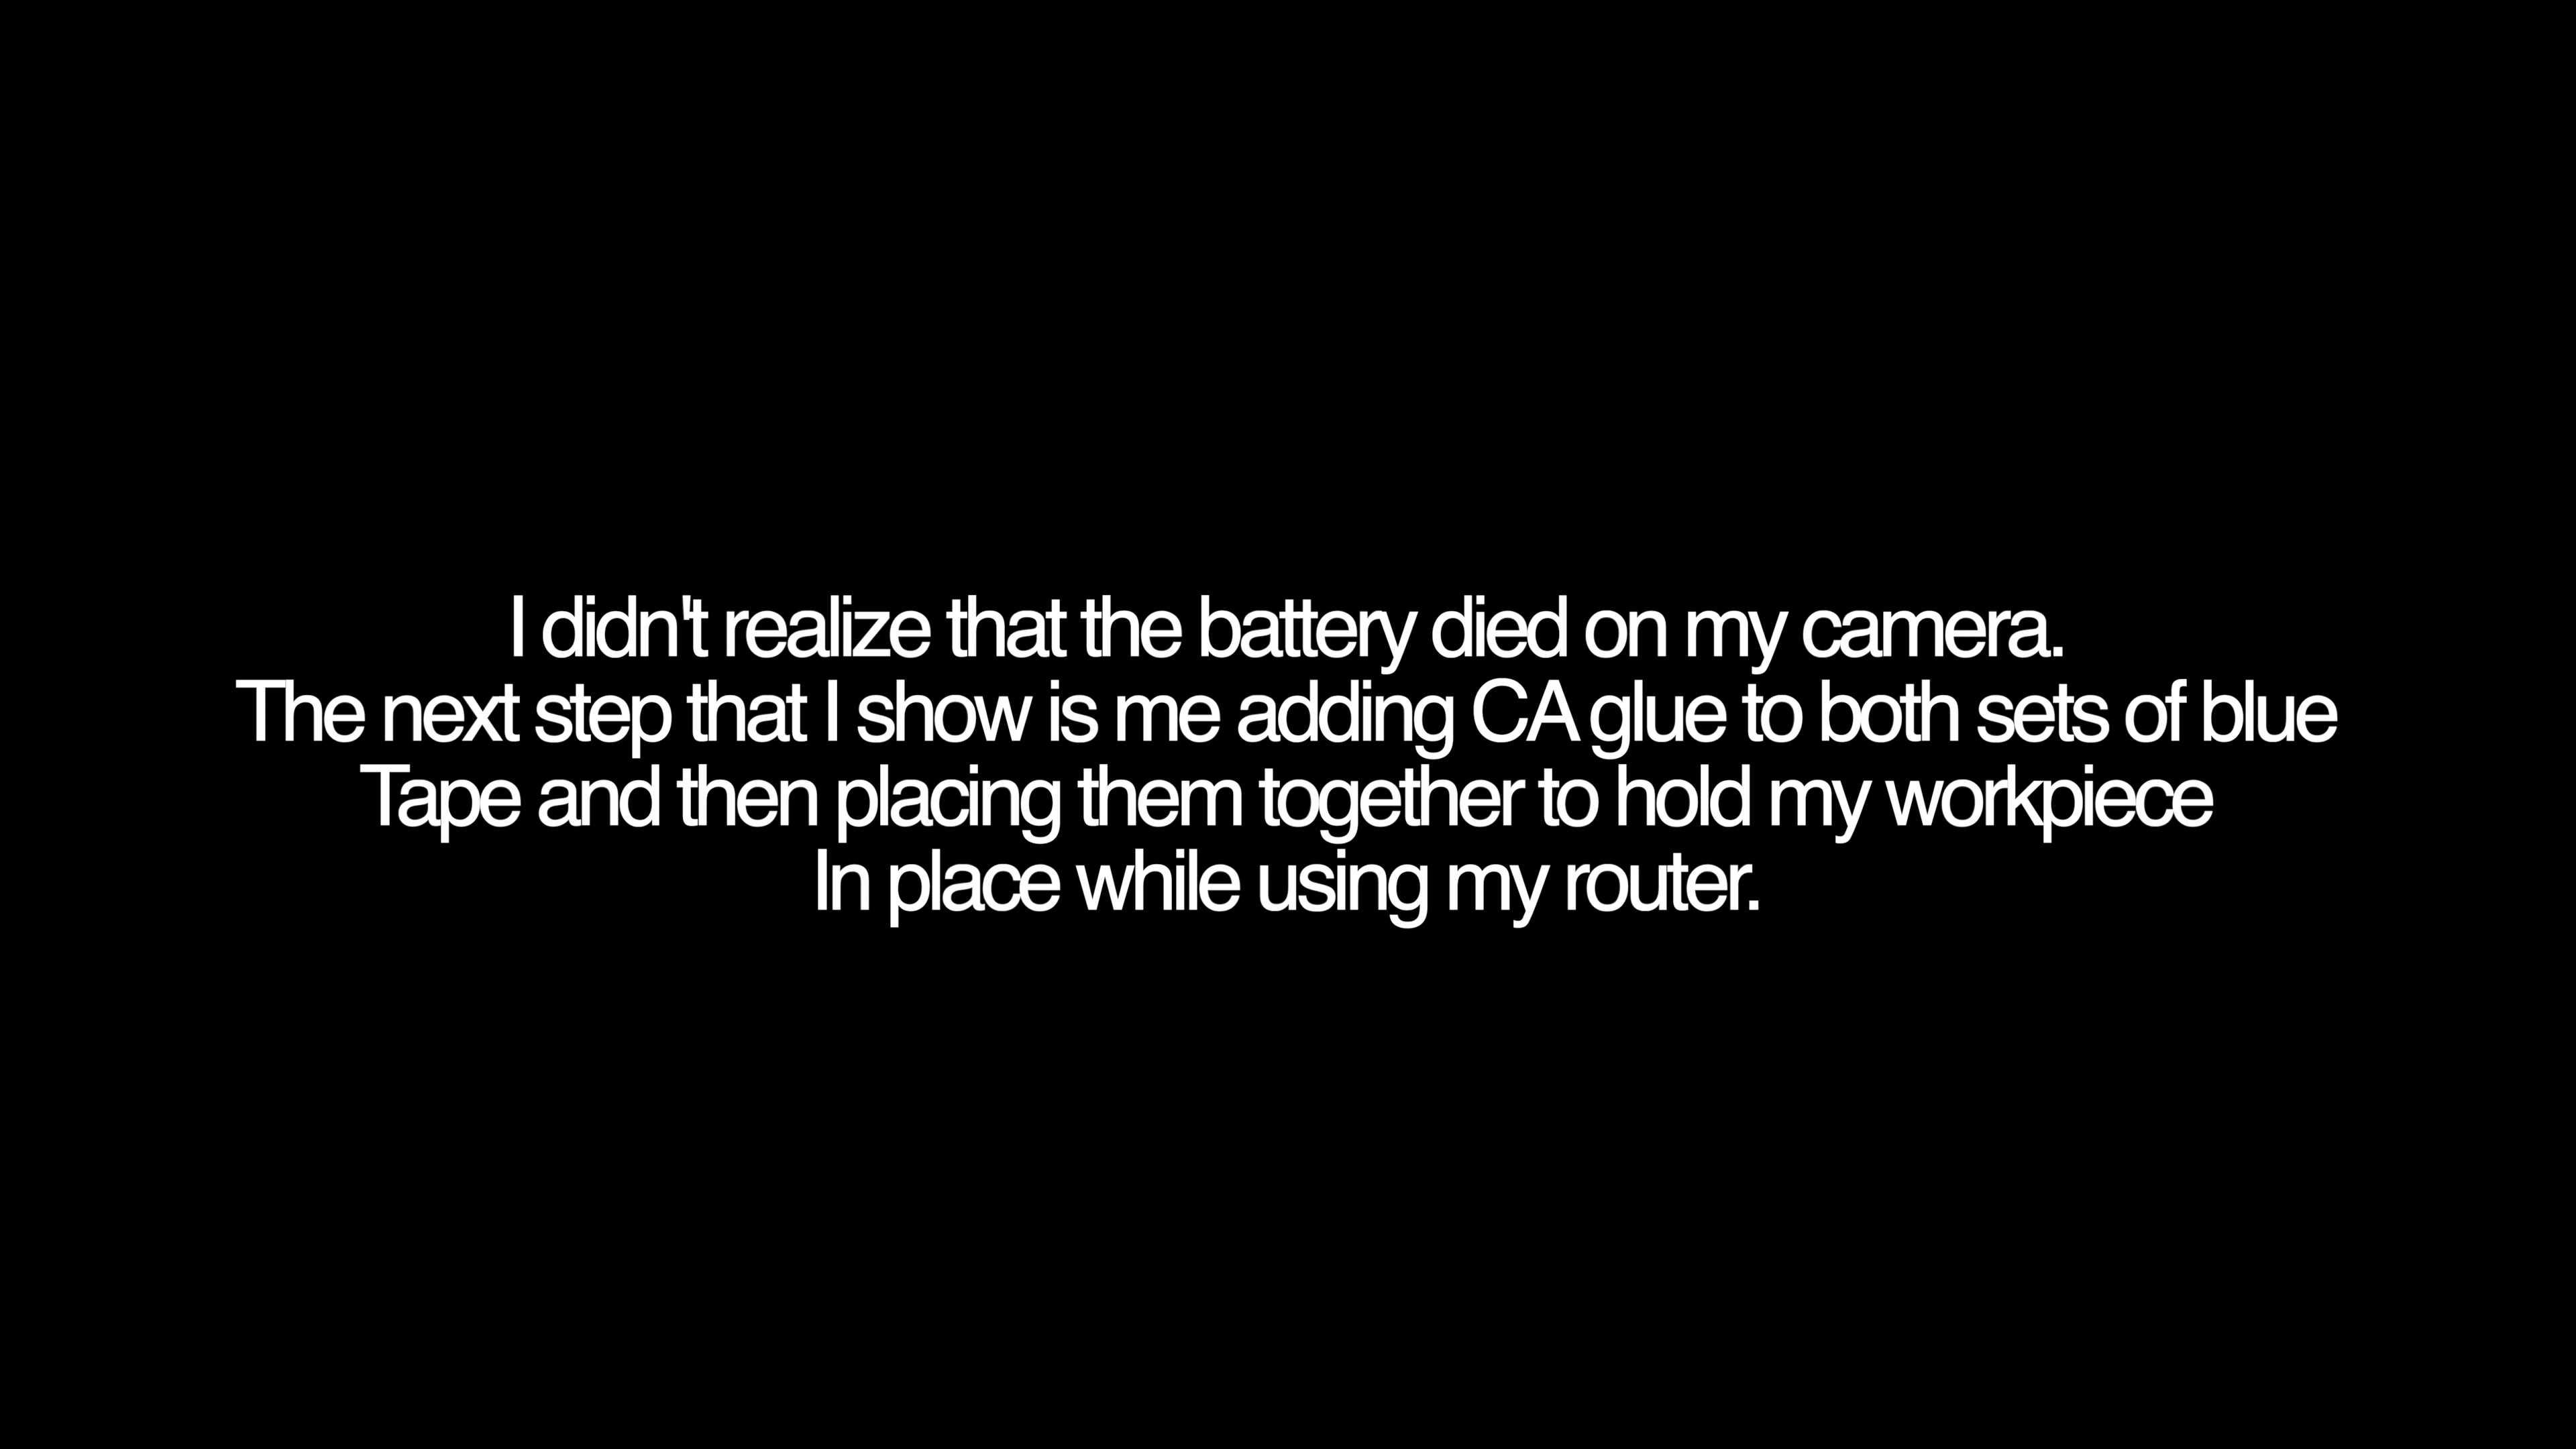 I didn't realize that the battery died on my camera.
The next step that I show is me adding CA glue to both sets of blue
Tape and then placing them together to hold my workpiece
In place while using my router.